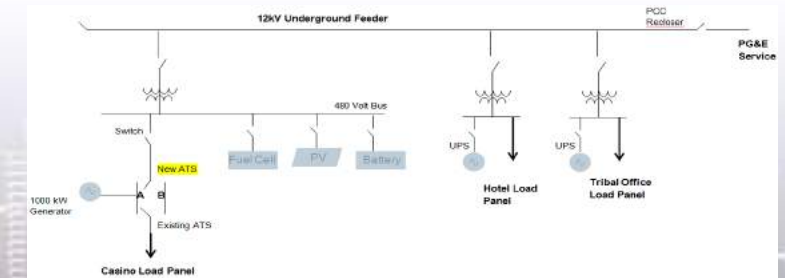 12kV Underground Feeder
PCC
Recloser
PG&E
Service
480 Volt Bus
Switch
Fuel Cell
PV
Battery
UPS
UPS
New ATS
A B
1000 kW
Generator
Existing ATS
Hotel Load
Panel
Tribal Office
Load Panel
Casino Load Panel